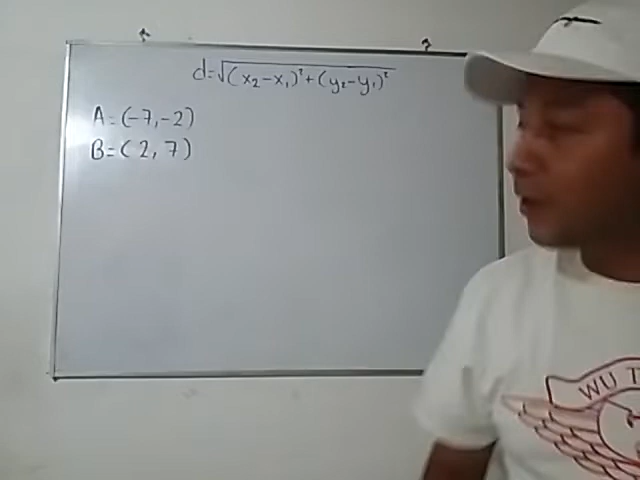 d=√(x₂-x₁)²+(y₂-y₁)²
A=(-7,-2)
B=(2,7)
WU T